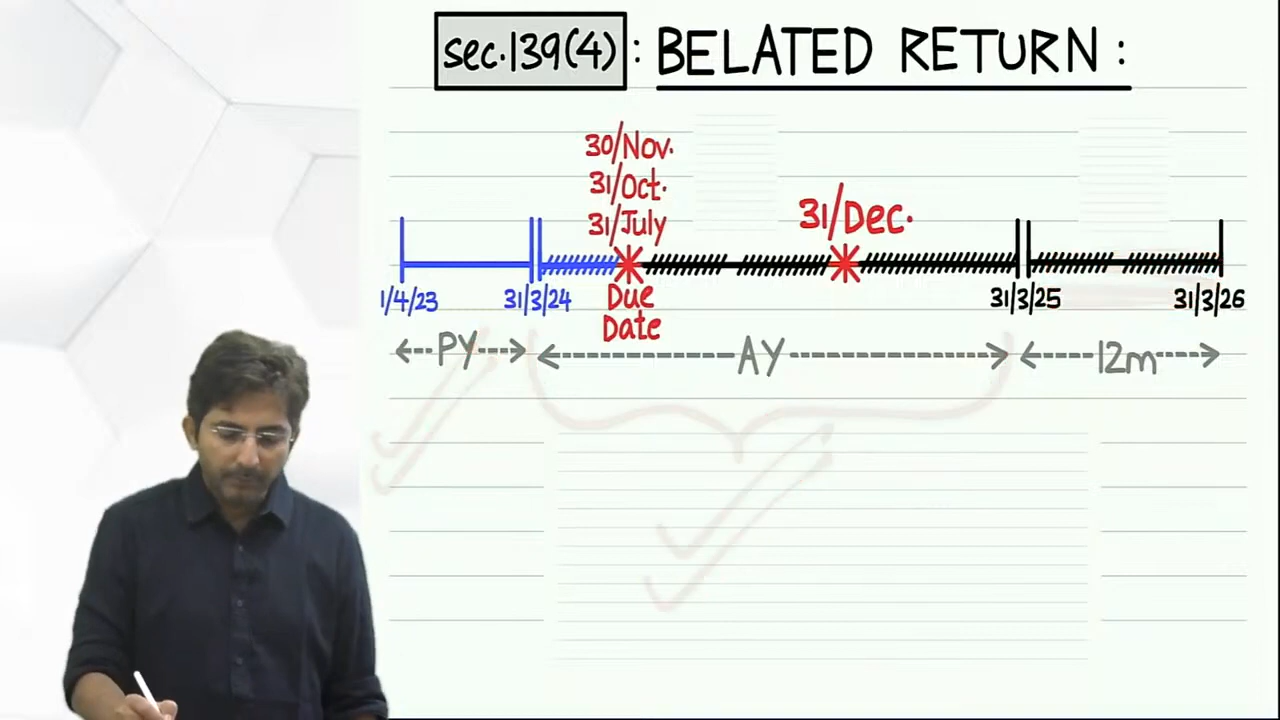 sec.139(4) : BELATED RETURN :
30/Nov.
31/Oct.
31/July
31/Dec.
1/4/23 31/3/24 Due Date 31/3/25 31/3/26
PY AY 12m